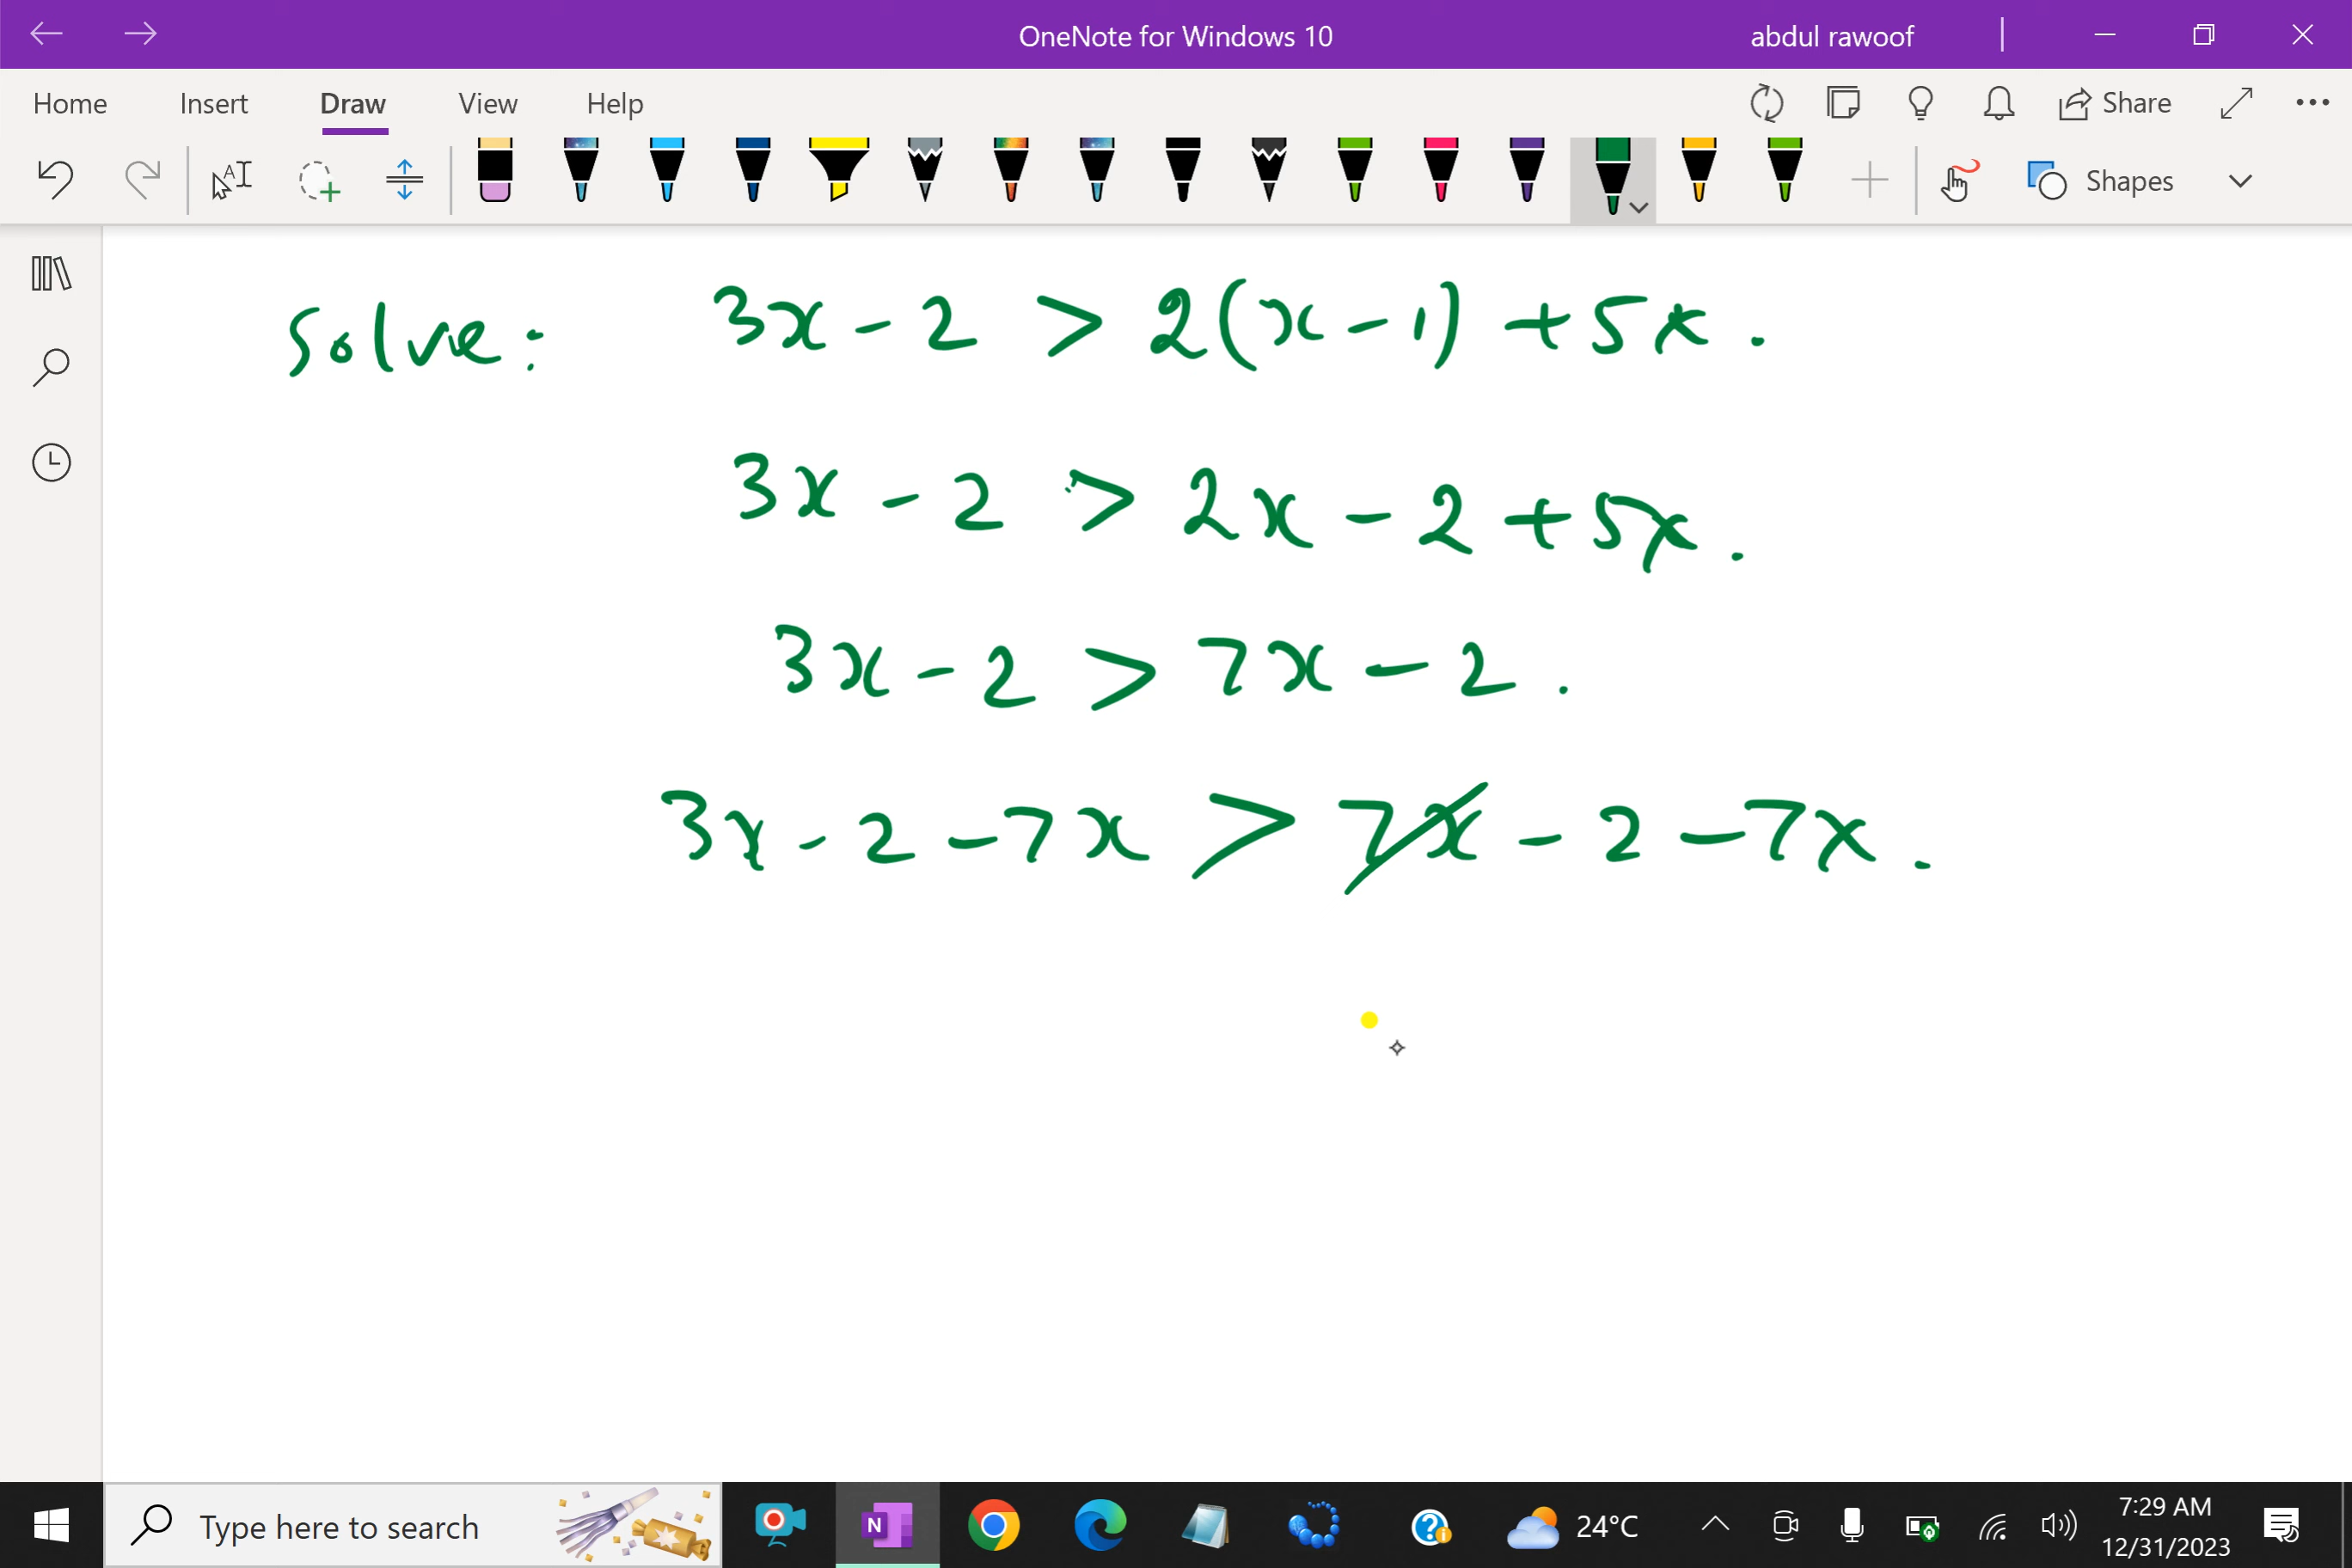 OneNote for Windows 10
abdul rawoof
Home Insert Draw View Help
Share
Shapes
Solve: 3x - 2 > 2(x - 1) + 5x.
3x - 2 > 2x - 2 + 5x.
3x - 2 > 7x - 2.
3x - 2 - 7x > 7x - 2 - 7x.
Type here to search
24°C
7:29 AM
12/31/2023